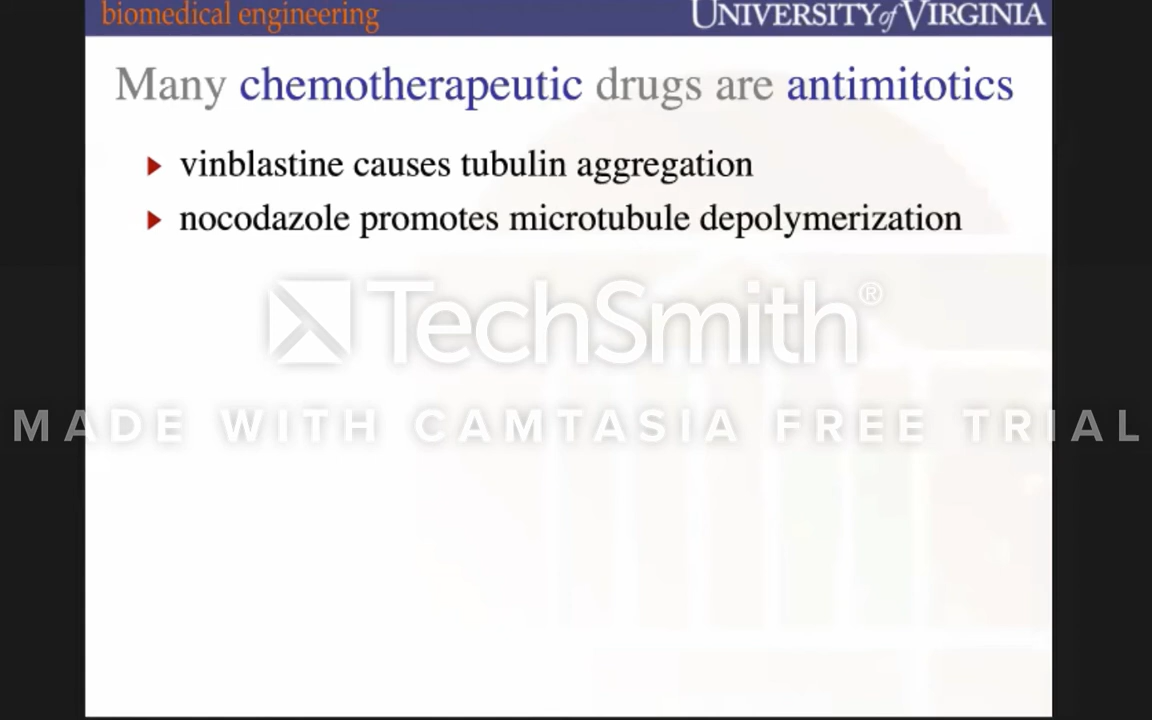 biomedical engineering
UNIVERSITY of VIRGINIA
Many chemotherapeutic drugs are antimitotics
vinblastine causes tubulin aggregation
nocodazole promotes microtubule depolymerization
TechSmith®
MADE WITH CAMTASIA FREE TRIAL